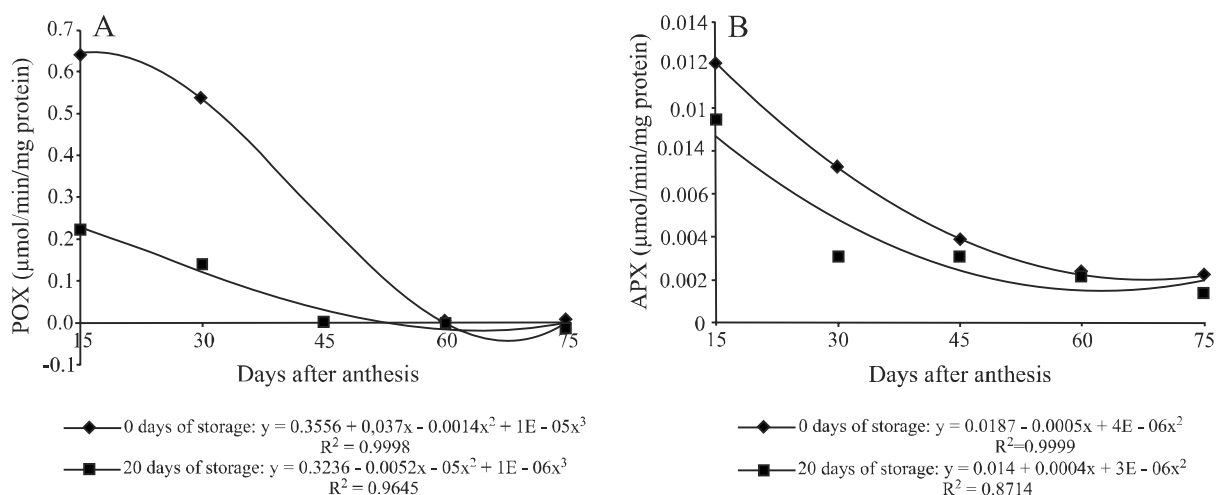 A
0.7
0.6
0.5
0.4
0.3
0.2
0.1
0.0
-0.1
POX (µmol/min/mg protein)
15 30 45 60 75
Days after anthesis
0 days of storage: y = 0.3556 + 0,037x - 0.0014x² + 1E - 05x³
R² = 0.9998
20 days of storage: y = 0.3236 - 0.0052x - 05x² + 1E - 06x³
R² = 0.9645
B
0.014
0.012
0.01
0.014
0.006
0.004
0.002
0
APX (µmol/min/mg protein)
15 30 45 60 75
Days after anthesis
0 days of storage: y = 0.0187 - 0.0005x + 4E - 06x²
R²=0.9999
20 days of storage: y = 0.014 + 0.0004x + 3E - 06x²
R² = 0.8714